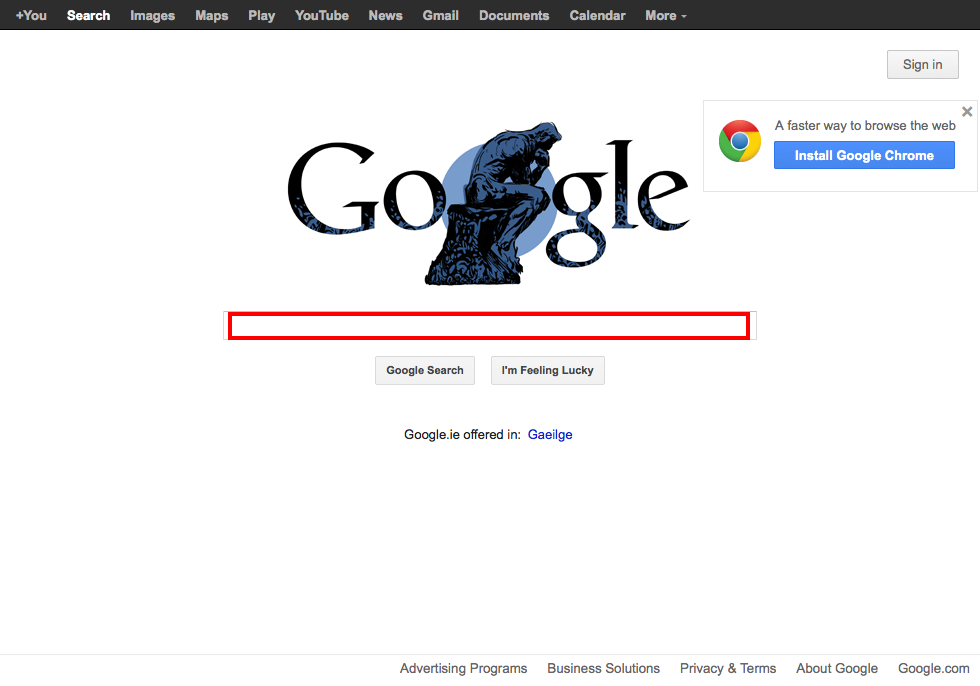 +You Search Images Maps Play YouTube News Gmail Documents Calendar More
Sign in
A faster way to browse the web
Install Google Chrome
Google
Google Search I'm Feeling Lucky
Google.ie offered in: Gaeilge
Advertising Programs Business Solutions Privacy & Terms About Google Google.com